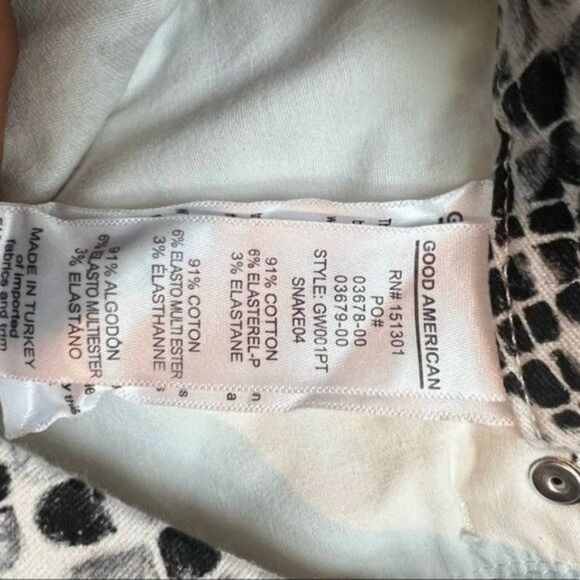 GOOD AMERICAN
RN# 151301
PO#
03678-00
03679-00
STYLE: GW001PT
SNAKE04
91% COTTON
6% ELASTEREL-P
3% ELASTANE
91% COTON
6% ELASTO MULTI ESTER
3% ÉLASTHANNE
91% ALGODÓN
6% ELASTO MULTIESTER
3% ELASTANO
MADE IN TURKEY
of imported
fabrics and trim